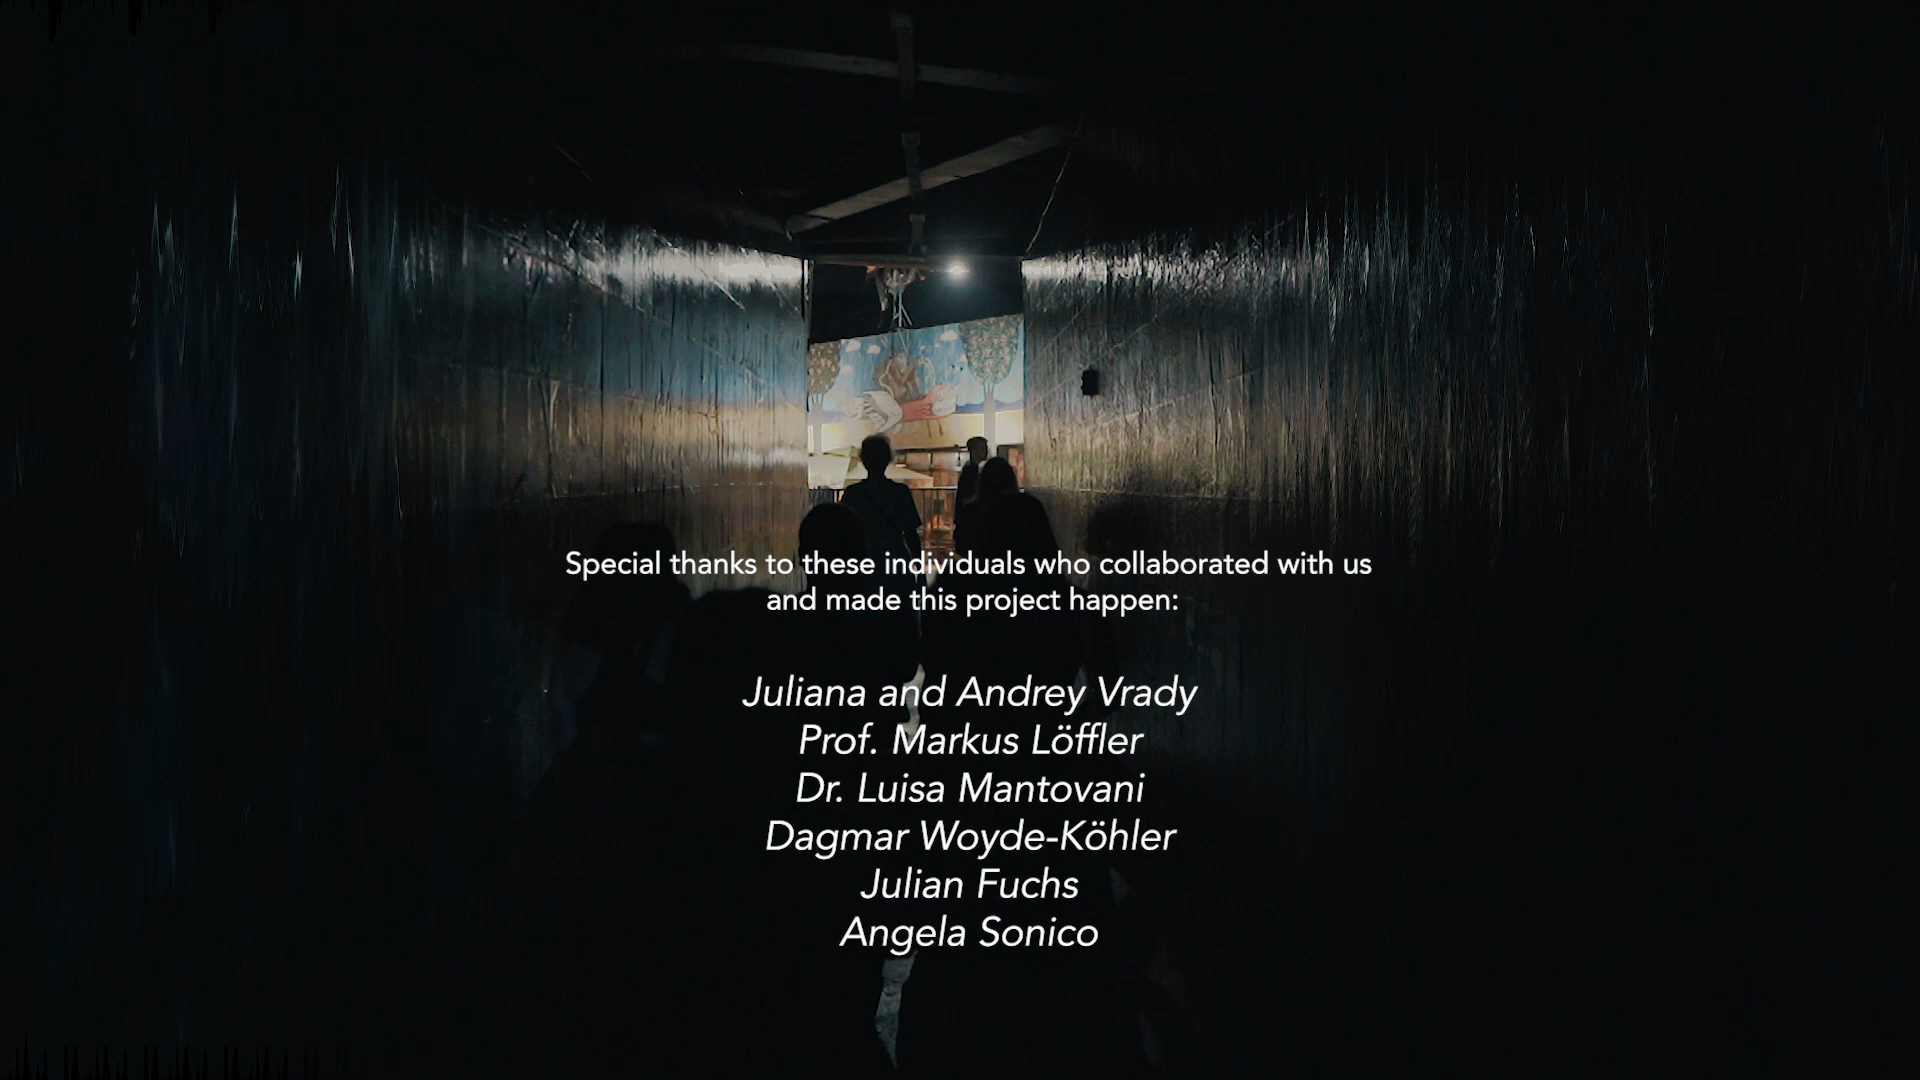 Special thanks to these individuals who collaborated with us
and made this project happen:
Juliana and Andrey Vrady
Prof. Markus Löffler
Dr. Luisa Mantovani
Dagmar Woyde-Köhler
Julian Fuchs
Angela Sonico